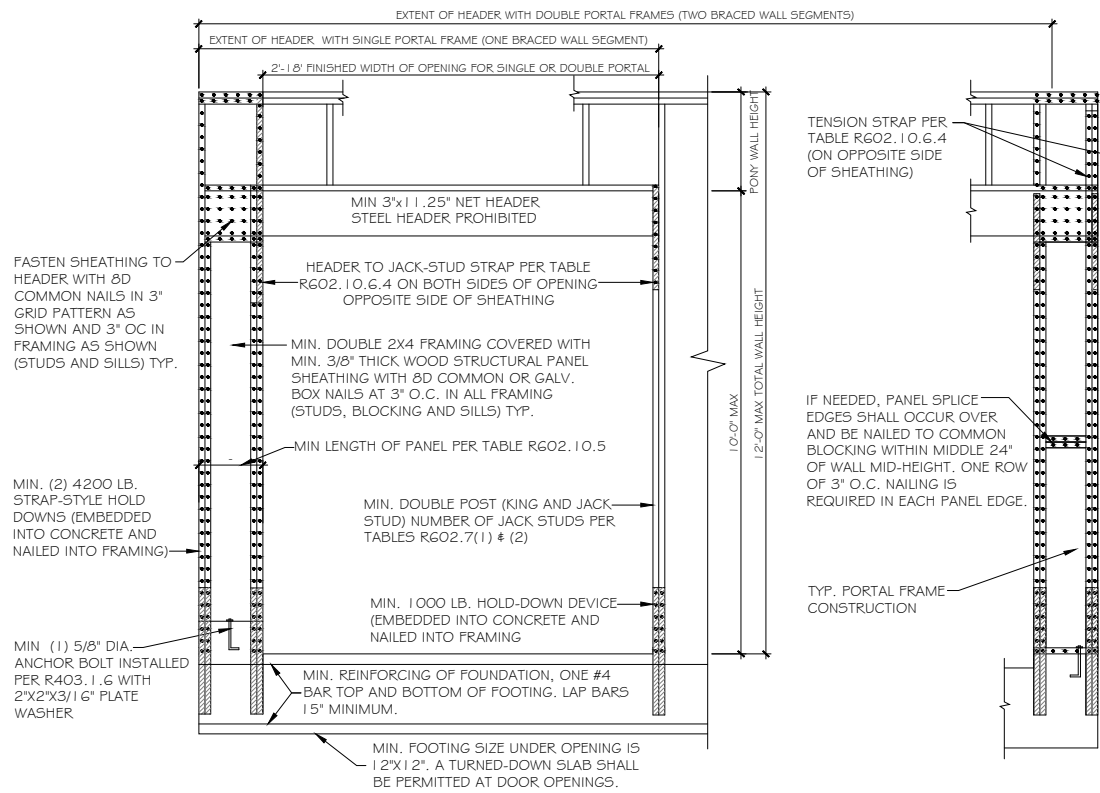 EXTENT OF HEADER WITH DOUBLE PORTAL FRAMES (TWO BRACED WALL SEGMENTS)
EXTENT OF HEADER WITH SINGLE PORTAL FRAME (ONE BRACED WALL SEGMENT)
2'-18' FINISHED WIDTH OF OPENING FOR SINGLE OR DOUBLE PORTAL
PONY WALL HEIGHT
TENSION STRAP PER
TABLE R602.10.6.4
(ON OPPOSITE SIDE
OF SHEATHING)
MIN 3"x11.25" NET HEADER
STEEL HEADER PROHIBITED
FASTEN SHEATHING TO
HEADER WITH 8D
COMMON NAILS IN 3"
GRID PATTERN AS
SHOWN AND 3" OC IN
FRAMING AS SHOWN
(STUDS AND SILLS) TYP.
HEADER TO JACK-STUD STRAP PER TABLE
R602.10.6.4 ON BOTH SIDES OF OPENING
OPPOSITE SIDE OF SHEATHING
MIN. DOUBLE 2X4 FRAMING COVERED WITH
MIN. 3/8" THICK WOOD STRUCTURAL PANEL
SHEATHING WITH 8D COMMON OR GALV.
BOX NAILS AT 3" O.C. IN ALL FRAMING
(STUDS, BLOCKING AND SILLS) TYP.
10'-0" MAX
12'-0" MAX TOTAL WALL HEIGHT
IF NEEDED, PANEL SPLICE
EDGES SHALL OCCUR OVER
AND BE NAILED TO COMMON
BLOCKING WITHIN MIDDLE 24"
OF WALL MID-HEIGHT. ONE ROW
OF 3" O.C. NAILING IS
REQUIRED IN EACH PANEL EDGE.
MIN LENGTH OF PANEL PER TABLE R602.10.5
MIN. (2) 4200 LB.
STRAP-STYLE HOLD
DOWNS (EMBEDDED
INTO CONCRETE AND
NAILED INTO FRAMING)
MIN. DOUBLE POST (KING AND JACK
STUD) NUMBER OF JACK STUDS PER
TABLES R602.7(1) & (2)
TYP. PORTAL FRAME
CONSTRUCTION
MIN. 1000 LB. HOLD-DOWN DEVICE
(EMBEDDED INTO CONCRETE AND
NAILED INTO FRAMING
MIN (1) 5/8" DIA.
ANCHOR BOLT INSTALLED
PER R403.1.6 WITH
2"X2"X3/16" PLATE
WASHER
MIN. REINFORCING OF FOUNDATION, ONE #4
BAR TOP AND BOTTOM OF FOOTING. LAP BARS
15" MINIMUM.
MIN. FOOTING SIZE UNDER OPENING IS
12"X12". A TURNED-DOWN SLAB SHALL
BE PERMITTED AT DOOR OPENINGS.